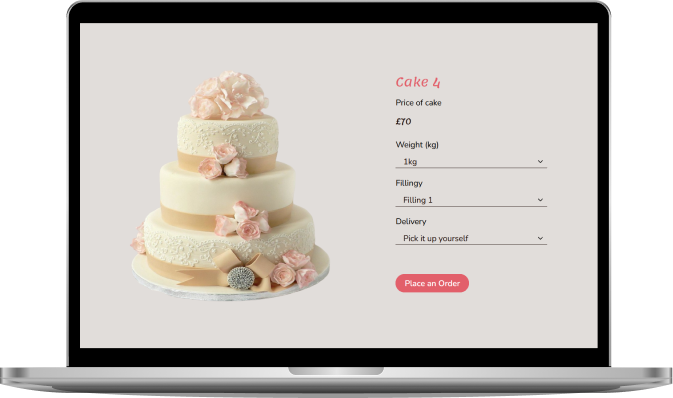 Cake 4
Price of cake
£70
Weight (kg)
1kg
Fillingy
Filling 1
Delivery
Pick it up yourself
Place an Order